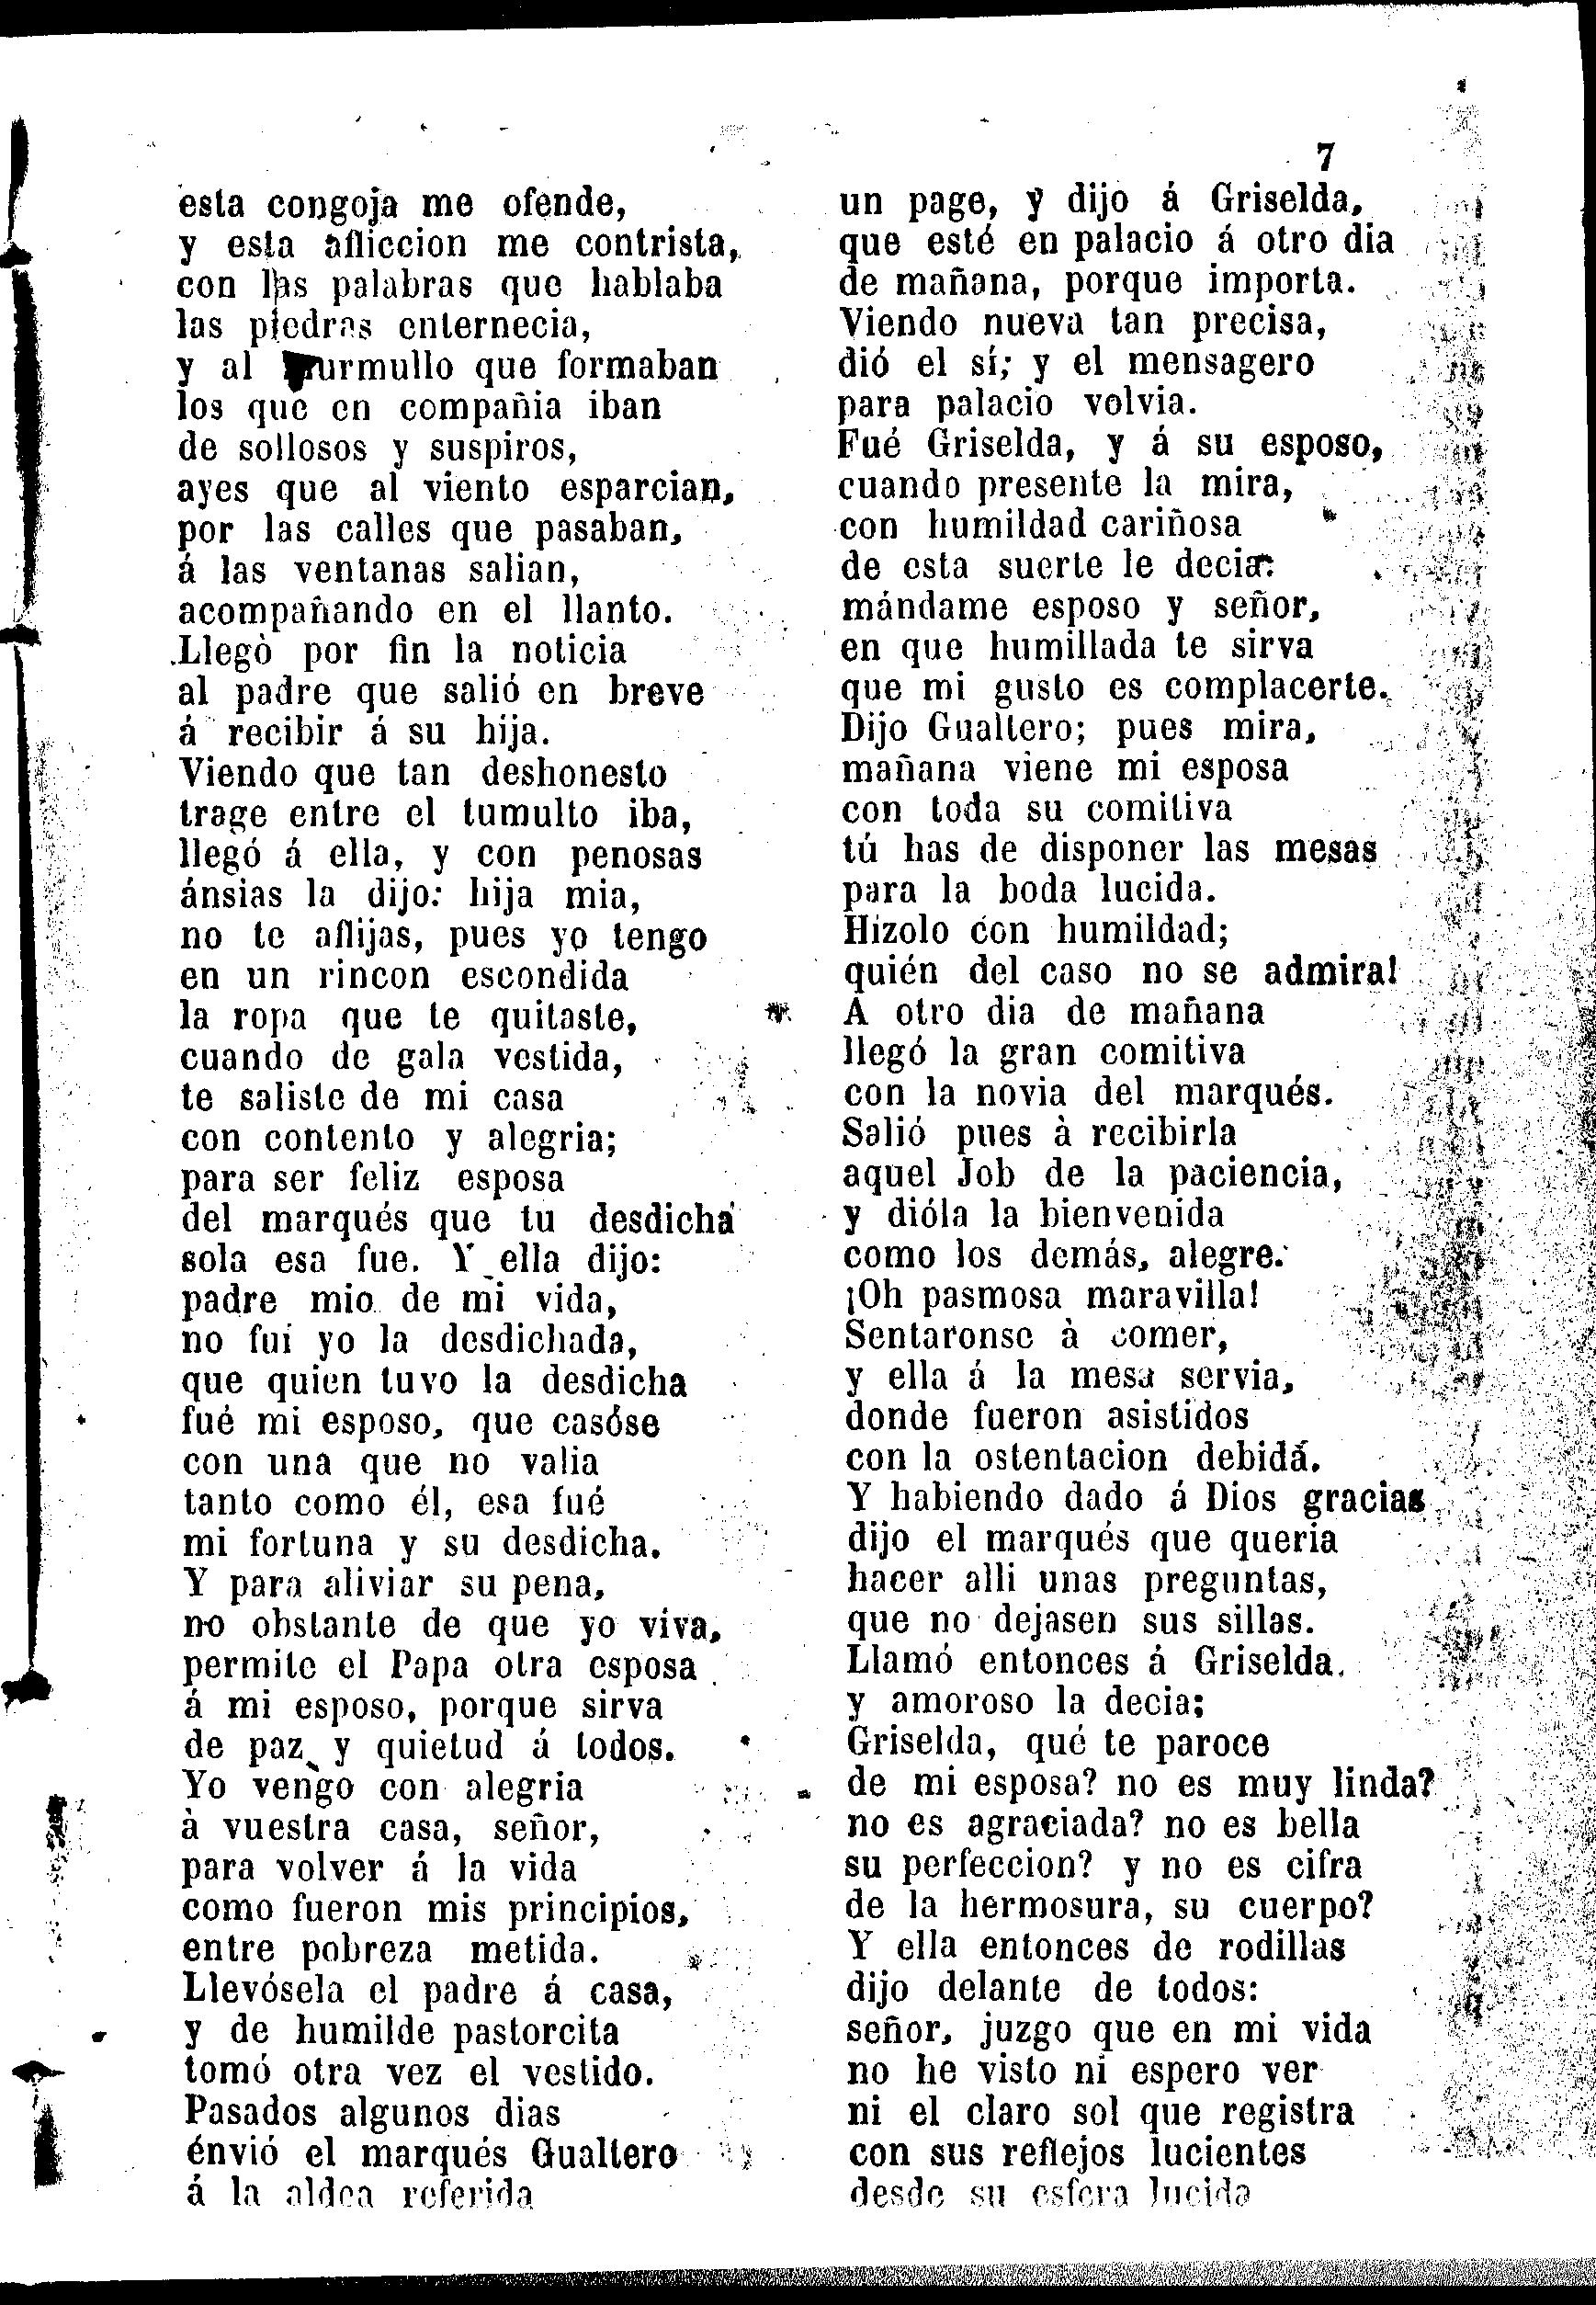 7
esta congoja me ofende,
y esta afliccion me contrista,
con las palabras que hablaba
las piedras enternecia,
y al murmullo que formaban
los que en compañia iban
de sollosos y suspiros,
ayes que al viento esparcian,
por las calles que pasaban,
á las ventanas salian,
acompañando en el llanto.
Llegò por fin la noticia
al padre que salió en breve
á recibir á su hija.
Viendo que tan deshonesto
trage entre el tumulto iba,
llegó á ella, y con penosas
ánsias la dijo: hija mia,
no te aflijas, pues yo tengo
en un rincon escondida
la ropa que te quitaste,
cuando de gala vestida,
te saliste de mi casa
con contento y alegria;
para ser feliz esposa
del marqués que tu desdicha
sola esa fue. Y ella dijo:
padre mio de mi vida,
no fui yo la desdichada,
que quien tuvo la desdicha
fué mi esposo, que casóse
con una que no valia
tanto como él, esa fué
mi fortuna y su desdicha.
Y para aliviar su pena,
no obstante de que yo viva,
permite el Papa otra esposa
á mi esposo, porque sirva
de paz y quietud á todos.
Yo vengo con alegria
à vuestra casa, señor,
para volver á la vida
como fueron mis principios,
entre pobreza metida.
Llevósela el padre á casa,
y de humilde pastorcita
tomó otra vez el vestido.
Pasados algunos dias
énvió el marqués Gualtero
á la aldea referida
un page, y dijo á Griselda,
que esté en palacio á otro dia
de mañana, porque importa.
Viendo nueva tan precisa,
dió el sí; y el mensagero
para palacio volvia.
Fué Griselda, y á su esposo,
cuando presente la mira,
con humildad cariñosa
de esta suerte le decia:
mándame esposo y señor,
en que humillada te sirva
que mi gusto es complacerte.
Dijo Gualtero; pues mira,
mañana viene mi esposa
con toda su comitiva
tú has de disponer las mesas
para la boda lucida.
Hizolo con humildad;
quién del caso no se admira!
A otro dia de mañana
llegó la gran comitiva
con la novia del marqués.
Salió pues à recibirla
aquel Job de la paciencia,
y dióla la bienvenida
como los demás, alegre.
¡Oh pasmosa maravilla!
Sentaronse à comer,
y ella á la mesa servia,
donde fueron asistidos
con la ostentacion debida.
Y habiendo dado á Dios gracias
dijo el marqués que queria
hacer alli unas preguntas,
que no dejasen sus sillas.
Llamó entonces á Griselda.
y amoroso la decia;
Griselda, qué te paroce
de mi esposa? no es muy linda?
no es agraciada? no es bella
su perfeccion? y no es cifra
de la hermosura, su cuerpo?
Y ella entonces de rodillas
dijo delante de todos:
señor, juzgo que en mi vida
no he visto ni espero ver
ni el claro sol que registra
con sus reflejos lucientes
desde su esfera lucida